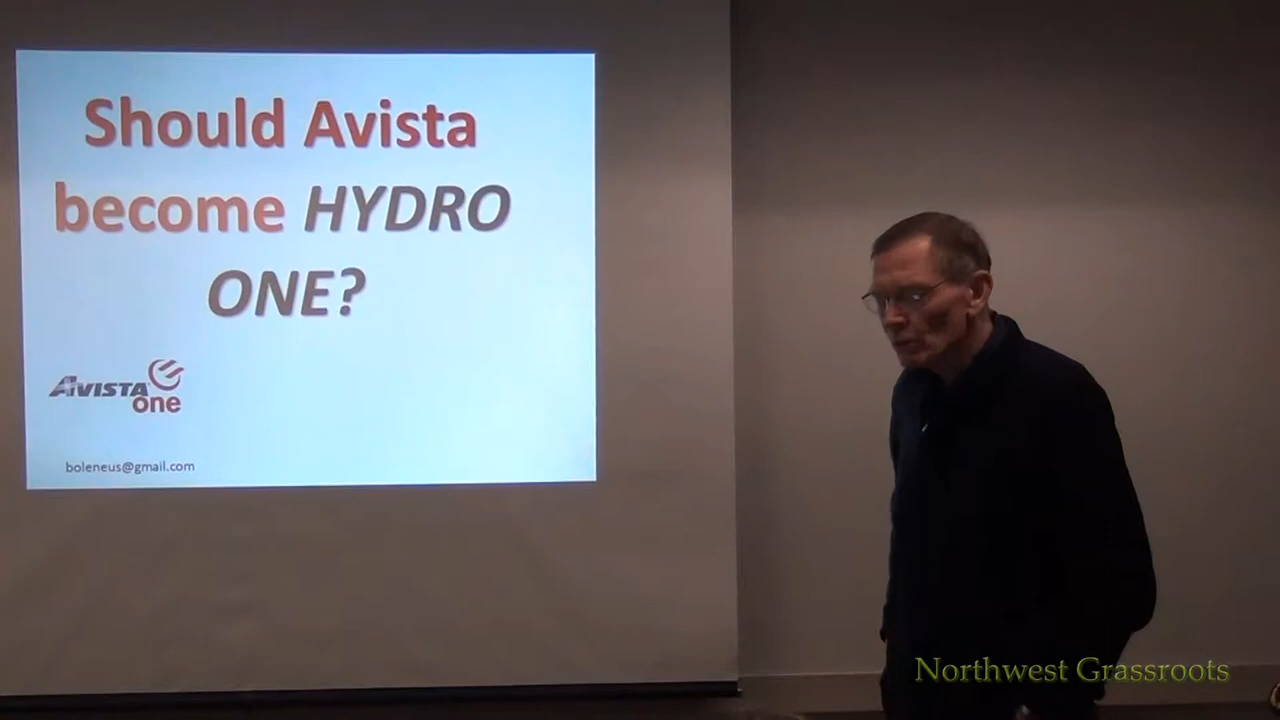 Should Avista
become HYDRO
ONE?
AVISTA
one
boleneus@gmail.com
Northwest Grassroots